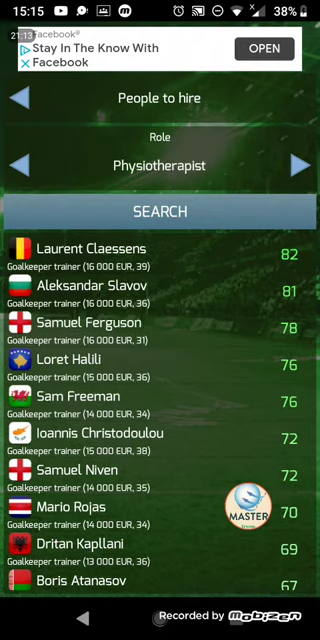 15:15
38%
21:13
Facebook®
Stay In The Know With
Facebook
OPEN
People to hire
Role
Physiotherapist
SEARCH
Laurent Claessens
82
Goalkeeper trainer (16 000 EUR, 39)
Aleksandar Slavov
81
Goalkeeper trainer (16 000 EUR, 36)
Samuel Ferguson
78
Goalkeeper trainer (16 000 EUR, 31)
Loret Halili
76
Goalkeeper trainer (15 000 EUR, 36)
Sam Freeman
76
Goalkeeper trainer (14 000 EUR, 34)
Ioannis Christodoulou
72
Goalkeeper trainer (15 000 EUR, 38)
Samuel Niven
72
Goalkeeper trainer (14 000 EUR, 35)
Mario Rojas
70
Goalkeeper trainer (14 000 EUR, 34)
MASTER
Dritan Kapllani
69
Goalkeeper trainer (13 000 EUR, 36)
Boris Atanasov
67
Recorded by mobizen